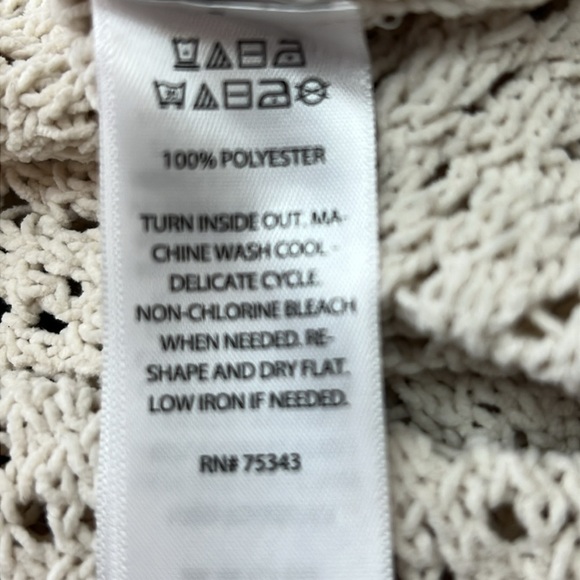 100% POLYESTER
TURN INSIDE OUT. MA-
CHINE WASH COOL -
DELICATE CYCLE.
NON-CHLORINE BLEACH
WHEN NEEDED. RE-
SHAPE AND DRY FLAT.
LOW IRON IF NEEDED.
RN# 75343